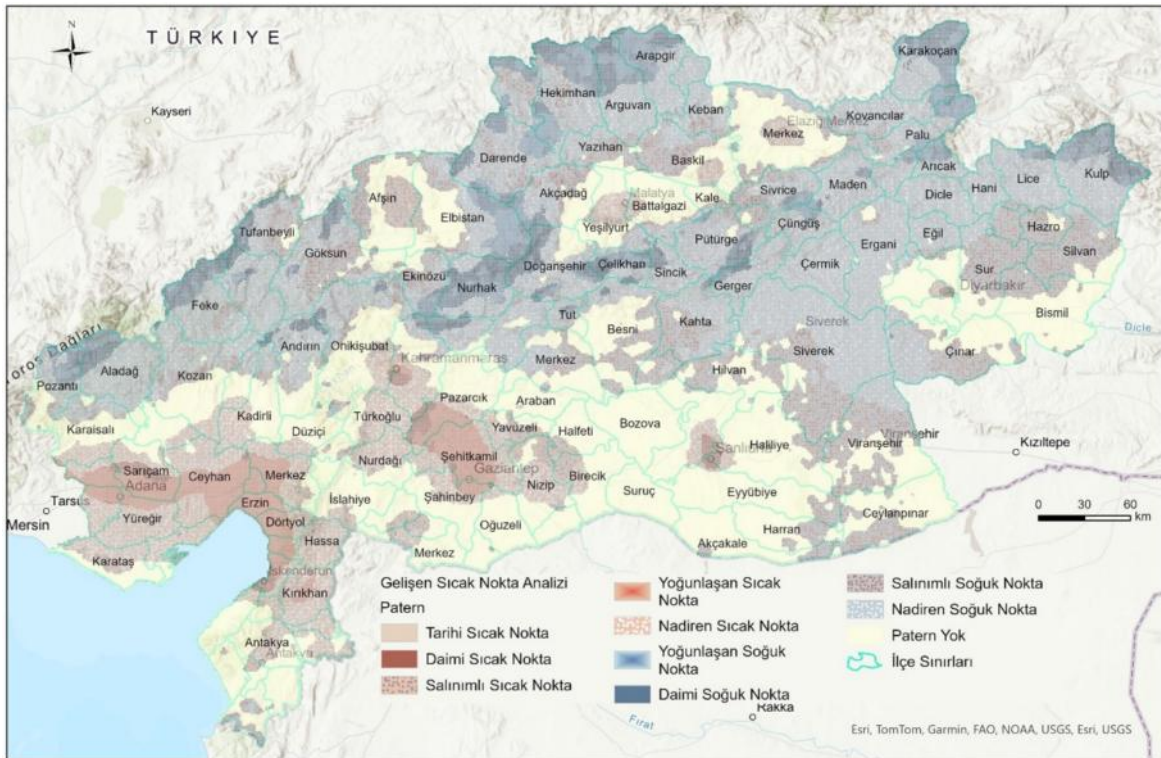 N
TÜRKİYE
Kayseri
Karakoçan
Arapgir
Hekimhan
Arguvan
Keban
Elazığ Merkez
Merkez
Kovancılar
Palu
Yazıhan
Baskil
Darende
Arıcak
Kulp
Lice
Hani
Dicle
Maden
Sivrice
Afşin
Akçadağ
Malatya
Battalgazi
Kale
Elbistan
Yeşilyurt
Pütürge
Çüngüş
Hazro
Tufanbeyli
Göksun
Eğil
Ergani
Silvan
Sur
Diyarbakır
Doğanşehir
Çelikhan
Sincik
Çermik
Ekinözü
Nurhak
Gerger
Feke
Tut
Bismil
Dicle
Toros Dağları
Andırın
Onikişubat
Besni
Kahta
Siverek
Siverek
Kahramanmaraş
Merkez
Çınar
Pozantı
Aladağ
Kozan
Hilvan
Pazarcık
Araban
Kadirli
Türkoğlu
Yavuzeli
Halfeti
Bozova
Karaisalı
Düziçi
Viranşehir
Viranşehir
Kızıltepe
Haliliye
Şanlıurfa
Nurdağı
Şehitkamil
Gaziantep
Birecik
Nizip
Sarıçam
Adana
Ceyhan
Merkez
Suruç
Eyyübiye
Şahinbey
İslahiye
Tarsus
Erzin
Mersin
Yüreğir
Dörtyol
Hassa
Oğuzeli
Harran
Ceylanpınar
0 30 60
km
Karataş
Merkez
Akçakale
İskenderun
Kırıkhan
Antakya
Antakya
Gelişen Sıcak Nokta Analizi
Patern
Tarihi Sıcak Nokta
Daimi Sıcak Nokta
Salınımlı Sıcak Nokta
Yoğunlaşan Sıcak
Nokta
Nadiren Sıcak Nokta
Yoğunlaşan Soğuk
Nokta
Daimi Soğuk Nokta
Salınımlı Soğuk Nokta
Nadiren Soğuk Nokta
Patern Yok
İlçe Sınırları
Rakka
Fırat
Esri, TomTom, Garmin, FAO, NOAA, USGS, Esri, USGS